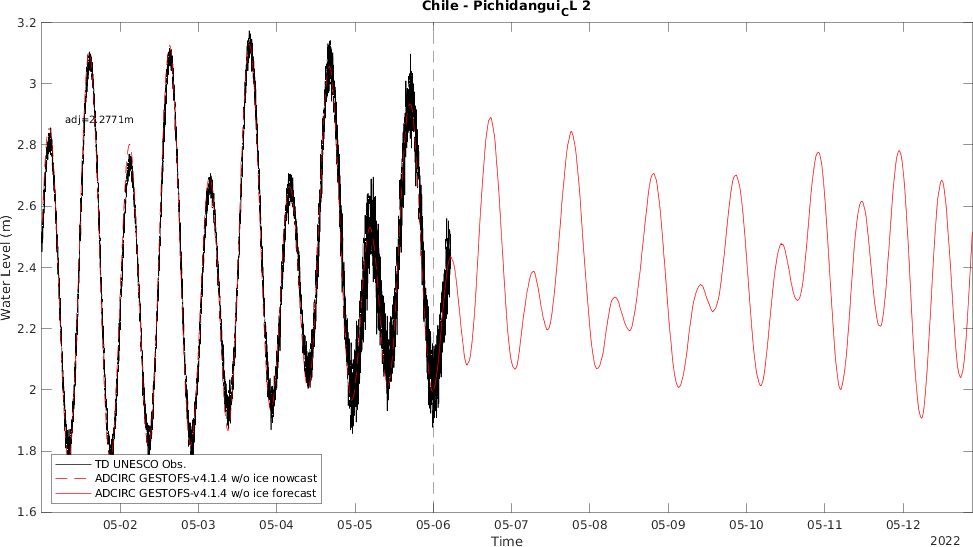 Chile - PichidanguiCL 2
3.2
3
2.8
2.6
2.4
2.2
2
1.8
1.6
Water Level (m)
adj=2.2771m
TD UNESCO Obs.
ADCIRC GESTOFS-v4.1.4 w/o ice nowcast
ADCIRC GESTOFS-v4.1.4 w/o ice forecast
05-02 05-03 05-04 05-05 05-06 05-07 05-08 05-09 05-10 05-11 05-12
Time
2022